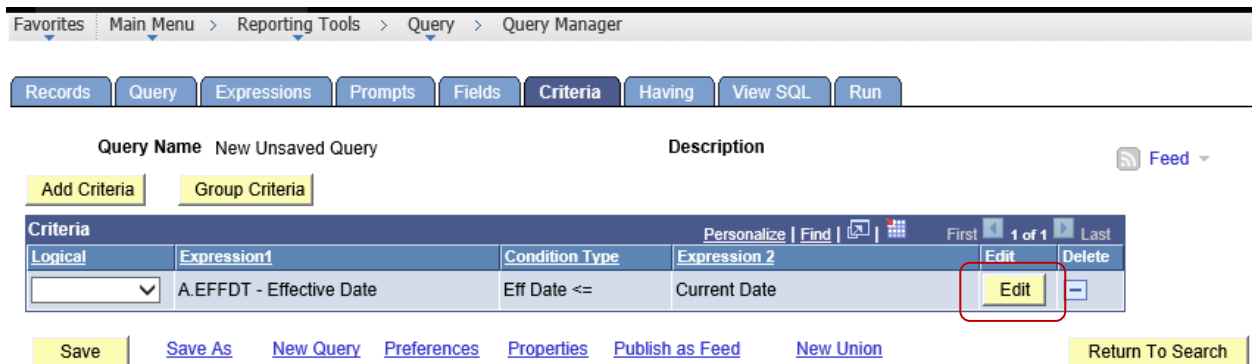 Favorites Main Menu > Reporting Tools > Query > Query Manager
Records Query Expressions Prompts Fields Criteria Having View SQL Run
Query Name New Unsaved Query Description
Feed
Add Criteria Group Criteria
Criteria Personalize | Find | | First 1 of 1 Last
Logical Expression1 Condition Type Expression 2 Edit Delete
A.EFFDT - Effective Date Eff Date <= Current Date Edit
Save Save As New Query Preferences Properties Publish as Feed New Union Return To Search